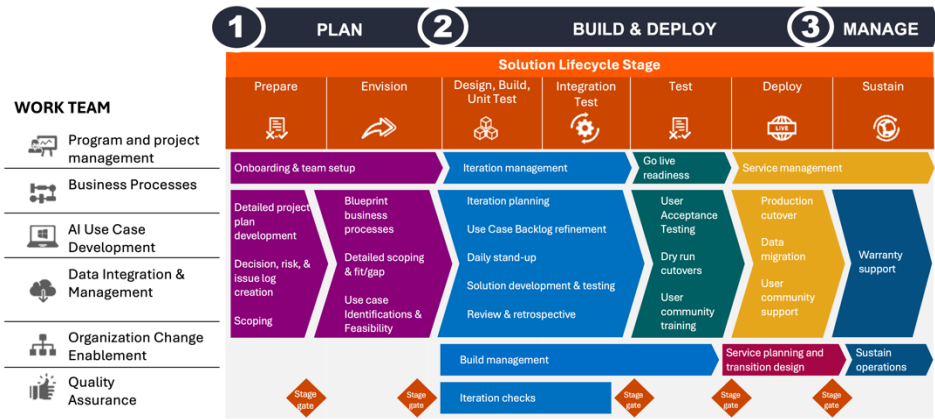 1
PLAN
2
BUILD & DEPLOY
3
MANAGE
Solution Lifecycle Stage
Prepare
Envision
Design, Build,
Unit Test
Integration
Test
Test
Deploy
Sustain
LIVE
WORK TEAM
Program and project
management
Business Processes
AI Use Case
Development
Data Integration &
Management
Organization Change
Enablement
Quality
Assurance
Onboarding & team setup
Iteration management
Go live
readiness
Service management
Detailed project
plan
development
Decision, risk, &
issue log
creation
Scoping
Blueprint
business
processes
Detailed scoping
& fit/gap
Use case
Identifications &
Feasibility
Iteration planning
Use Case Backlog refinement
Daily stand-up
Solution development & testing
Review & retrospective
User
Acceptance
Testing
Dry run
cutovers
User
community
training
Production
cutover
Data
migration
User
community
support
Warranty
support
Build management
Service planning and
transition design
Sustain
operations
Stage
gate
Stage
gate
Iteration checks
Stage
gate
Stage
gate
Stage
gate